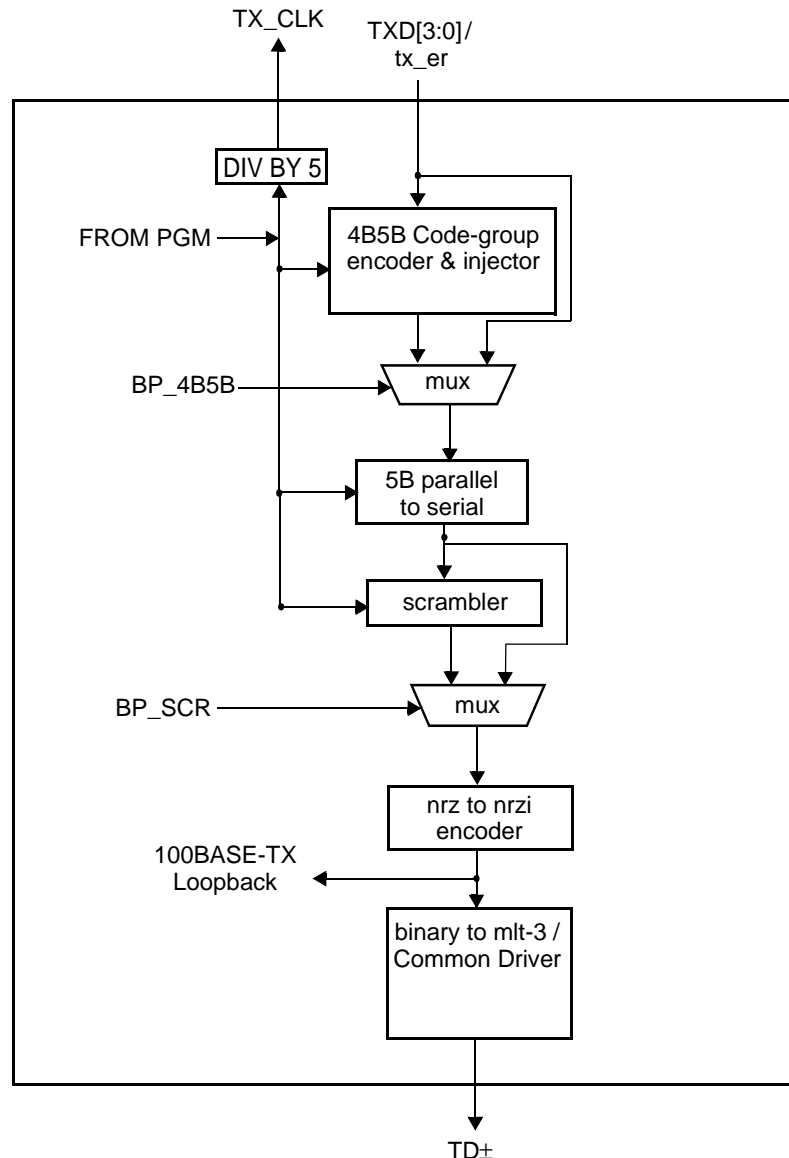 TX_CLK
TXD[3:0]/
tx_er
DIV BY 5
FROM PGM
4B5B Code-group
encoder & injector
BP_4B5B
mux
5B parallel
to serial
scrambler
BP_SCR
mux
nrz to nrzi
encoder
100BASE-TX
Loopback
binary to mlt-3 /
Common Driver
TD±